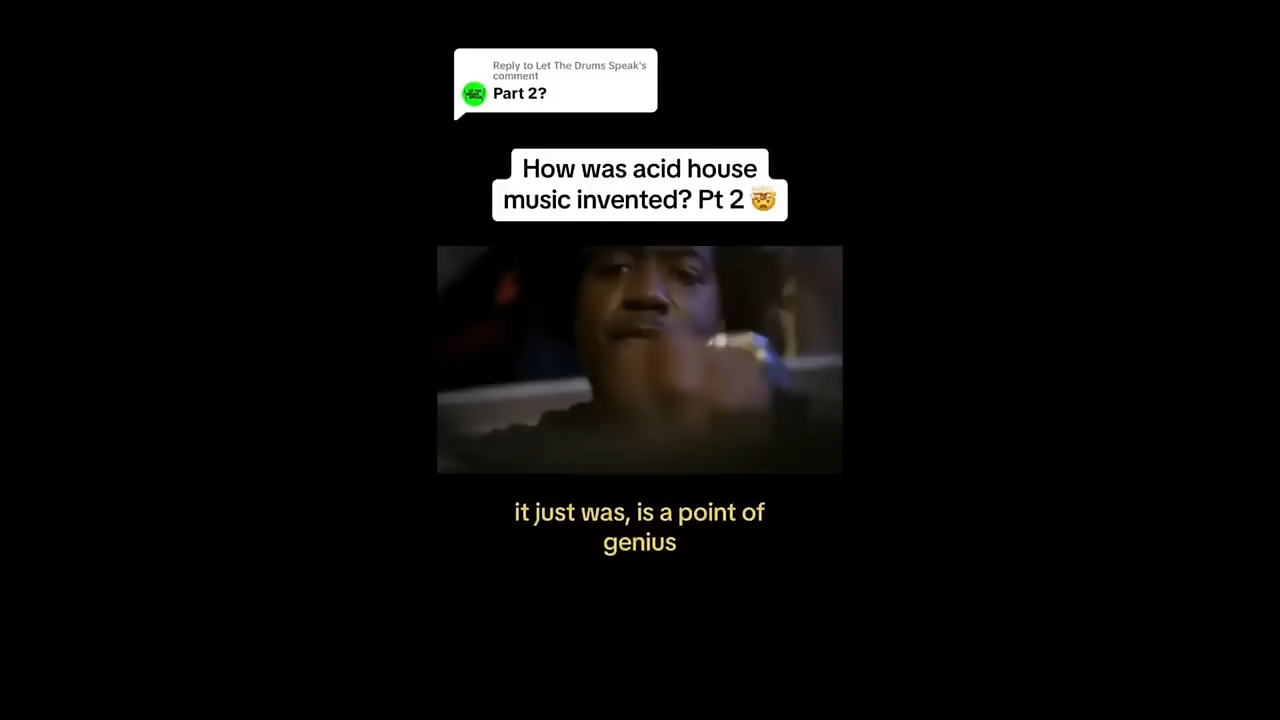 Reply to Let The Drums Speak's
comment
Part 2?
How was acid house
music invented? Pt 2 🤯
it just was, is a point of
genius